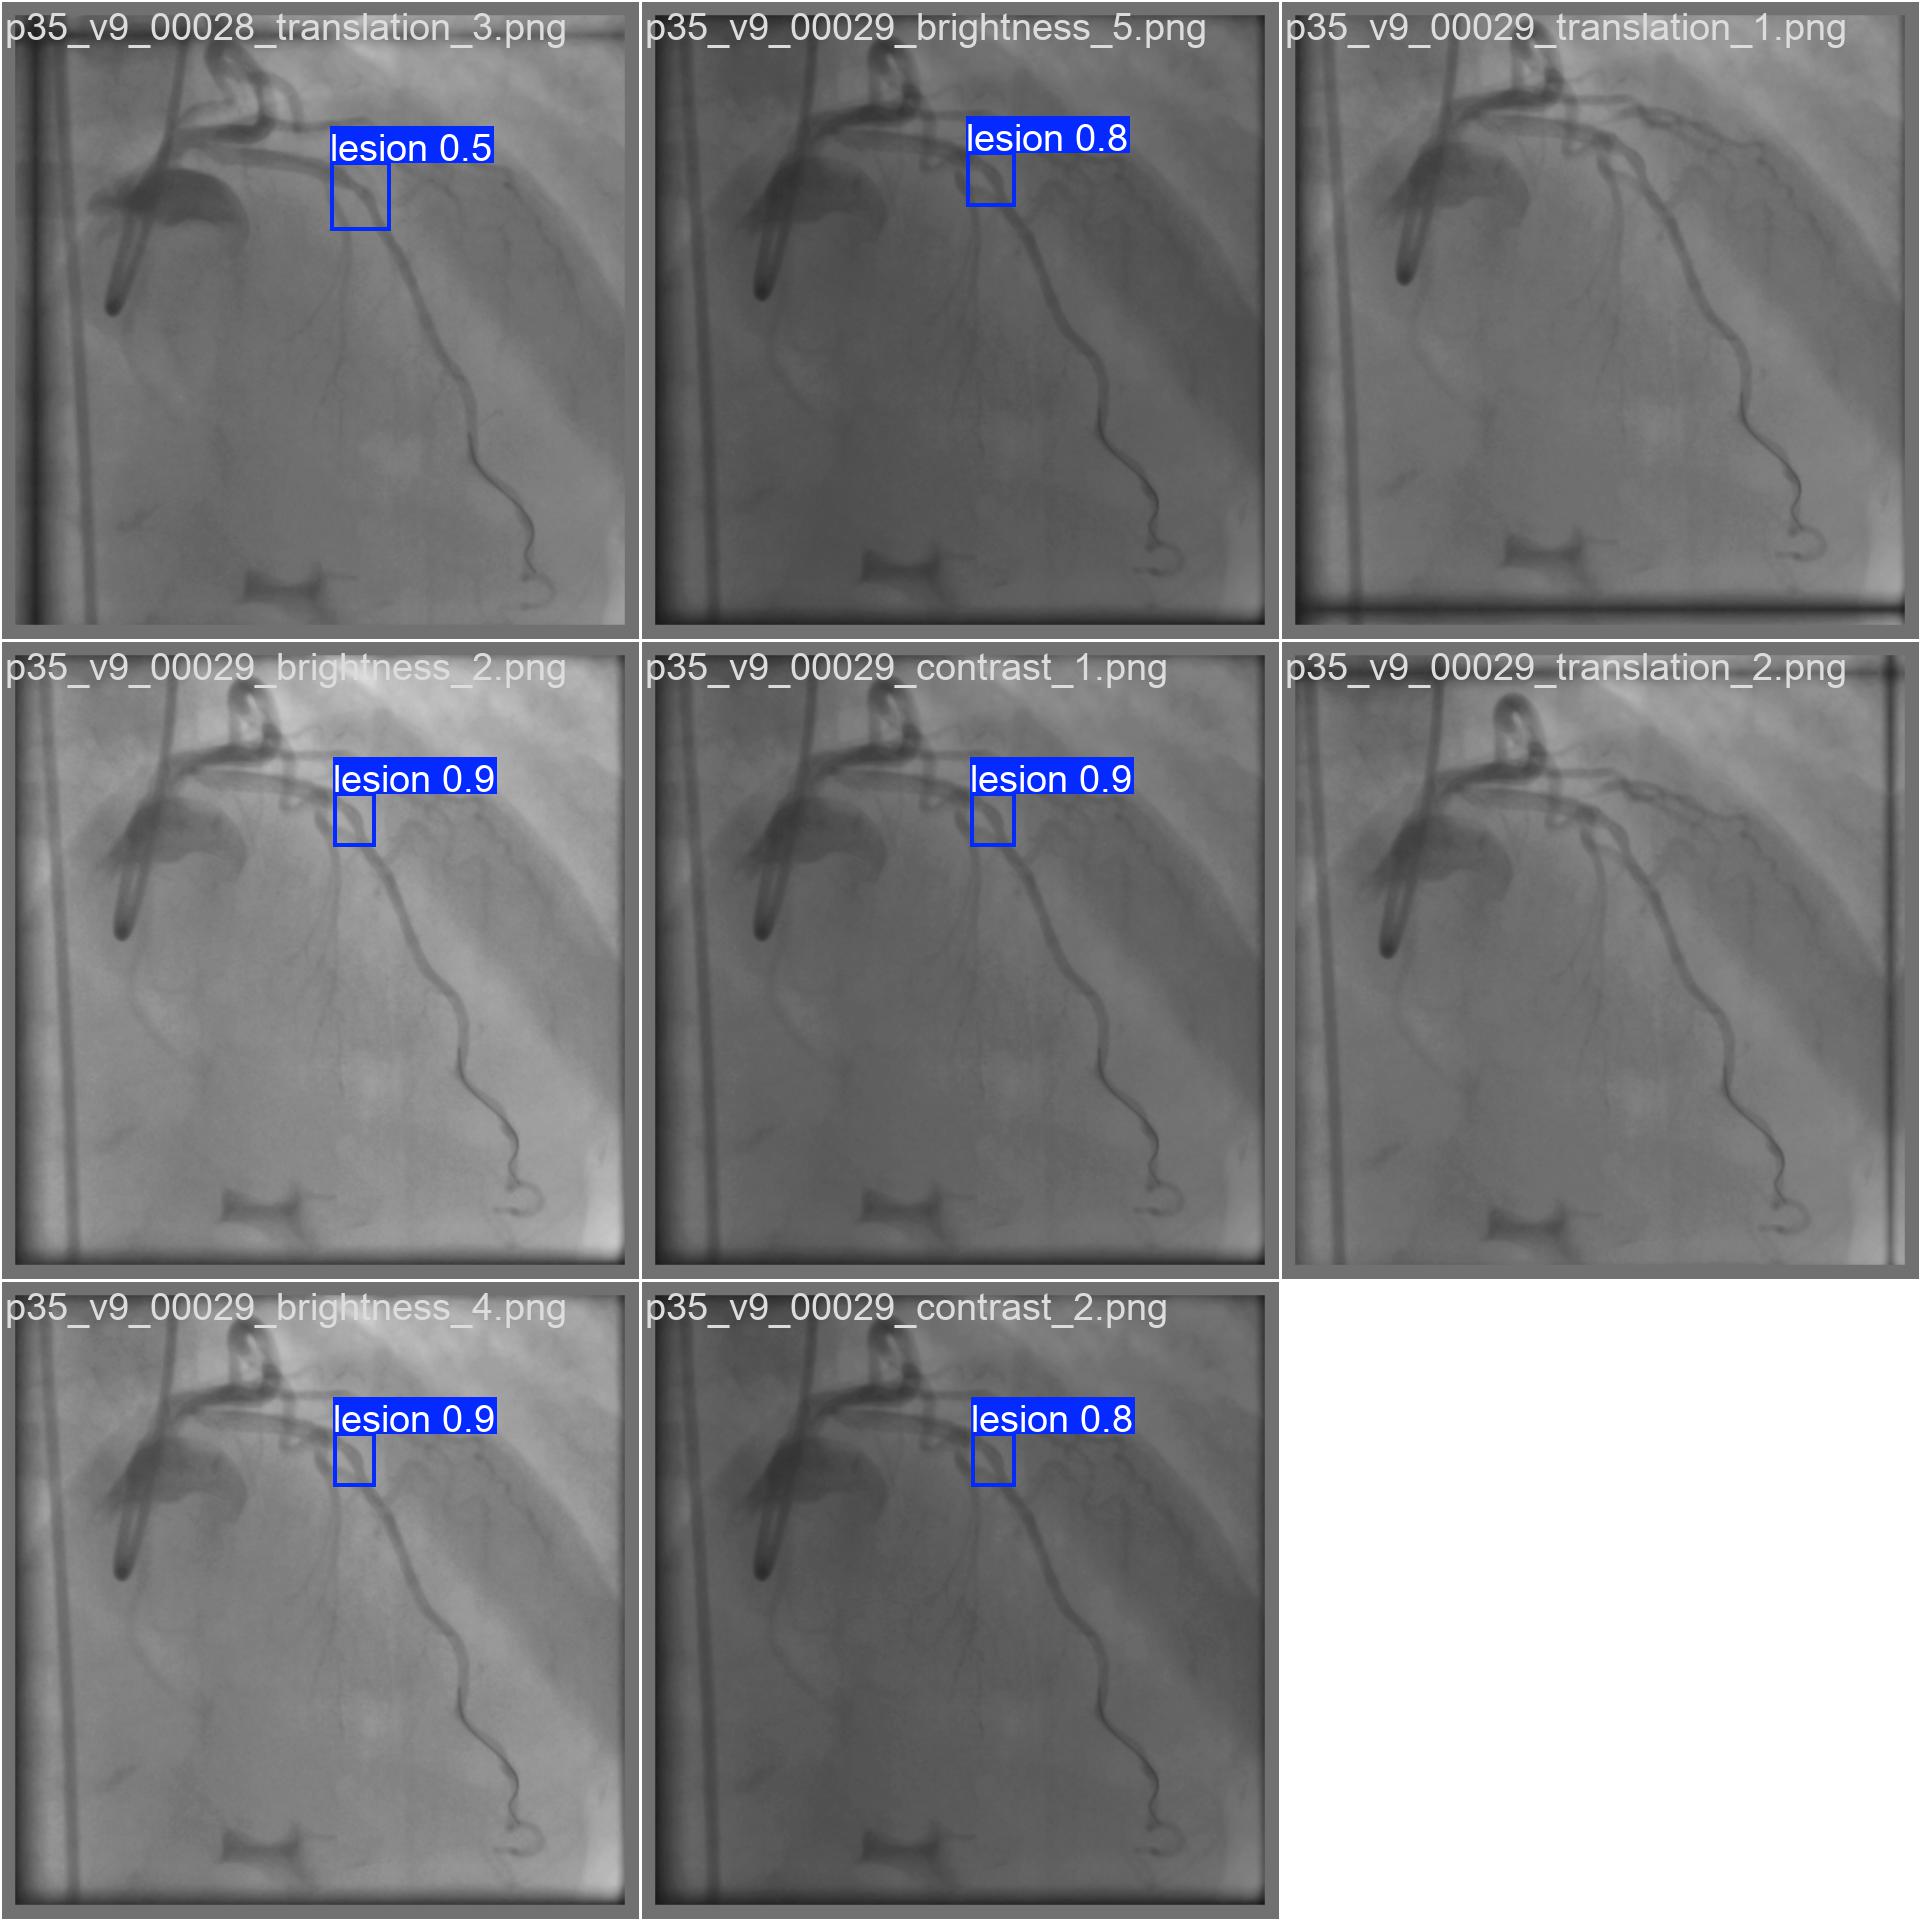 p35_v9_00028_translation_3.png
p35_v9_00029_brightness_5.png
p35_v9_00029_translation_1.png
lesion 0.5
lesion 0.8
p35_v9_00029_brightness_2.png
p35_v9_00029_contrast_1.png
p35_v9_00029_translation_2.png
lesion 0.9
lesion 0.9
p35_v9_00029_brightness_4.png
p35_v9_00029_contrast_2.png
lesion 0.9
lesion 0.8